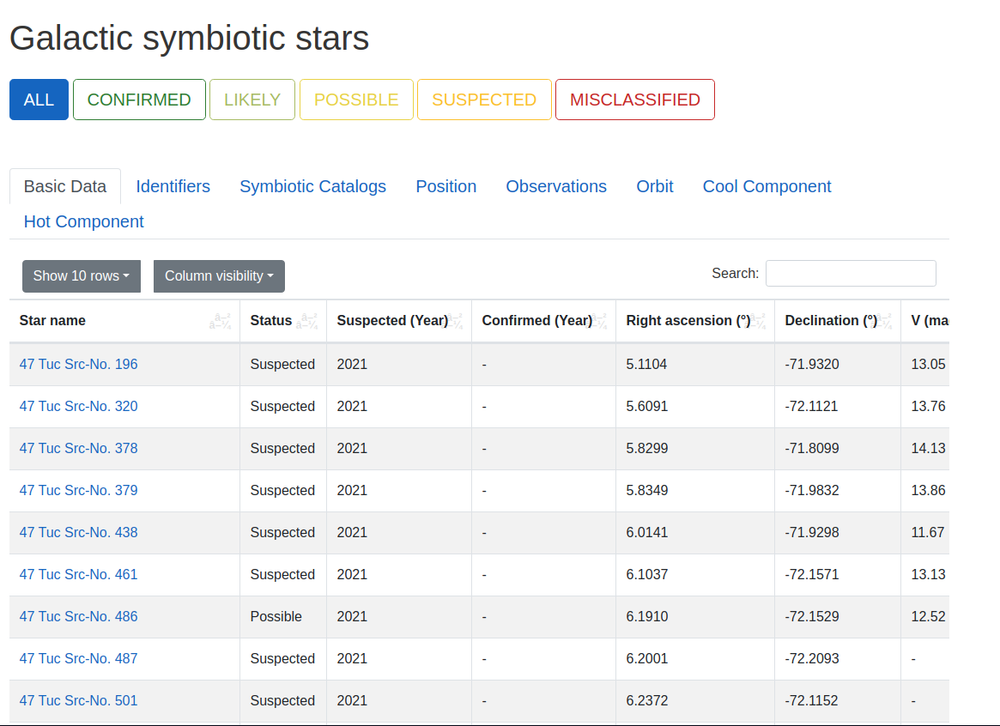 Galactic symbiotic stars
ALL CONFIRMED LIKELY POSSIBLE SUSPECTED MISCLASSIFIED
Basic Data Identifiers Symbiotic Catalogs Position Observations Orbit Cool Component
Hot Component
Show 10 rows Column visibility Search:
Star name Status Suspected (Year) Confirmed (Year) Right ascension (°) Declination (°) V (ma
47 Tuc Src-No. 196 Suspected 2021 - 5.1104 -71.9320 13.05
47 Tuc Src-No. 320 Suspected 2021 - 5.6091 -72.1121 13.76
47 Tuc Src-No. 378 Suspected 2021 - 5.8299 -71.8099 14.13
47 Tuc Src-No. 379 Suspected 2021 - 5.8349 -71.9832 13.86
47 Tuc Src-No. 438 Suspected 2021 - 6.0141 -71.9298 11.67
47 Tuc Src-No. 461 Suspected 2021 - 6.1037 -72.1571 13.13
47 Tuc Src-No. 486 Possible 2021 - 6.1910 -72.1529 12.52
47 Tuc Src-No. 487 Suspected 2021 - 6.2001 -72.2093 -
47 Tuc Src-No. 501 Suspected 2021 - 6.2372 -72.1152 -